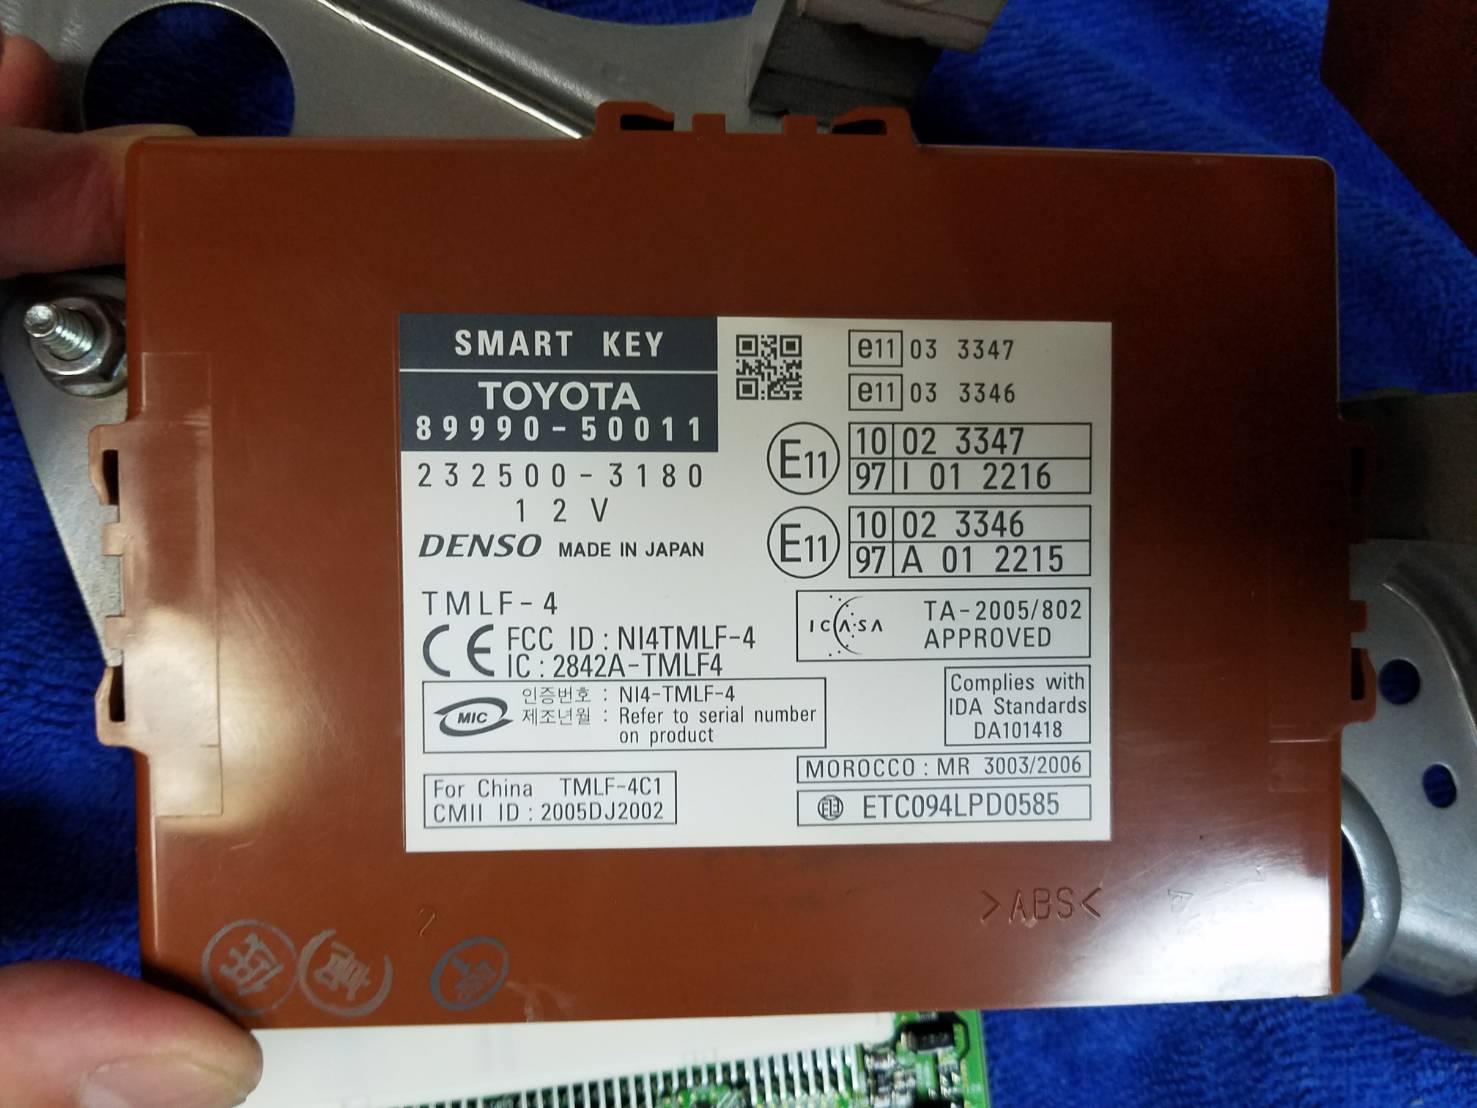 SMART KEY
TOYOTA
89990-50011
232500-3180
12V
DENSO MADE IN JAPAN
TMLF-4
CE FCC ID : NI4TMLF-4
IC : 2842A-TMLF4
MIC 인증번호 : NI4-TMLF-4
제조년월 : Refer to serial number
on product
For China TMLF-4C1
CMII ID : 2005DJ2002
e11 03 3347
e11 03 3346
E11 10 02 3347
97 I 01 2216
E11 10 02 3346
97 A 01 2215
ICASA TA-2005/802
APPROVED
Complies with
IDA Standards
DA101418
MOROCCO : MR 3003/2006
ETC094LPD0585
>ABS<
2